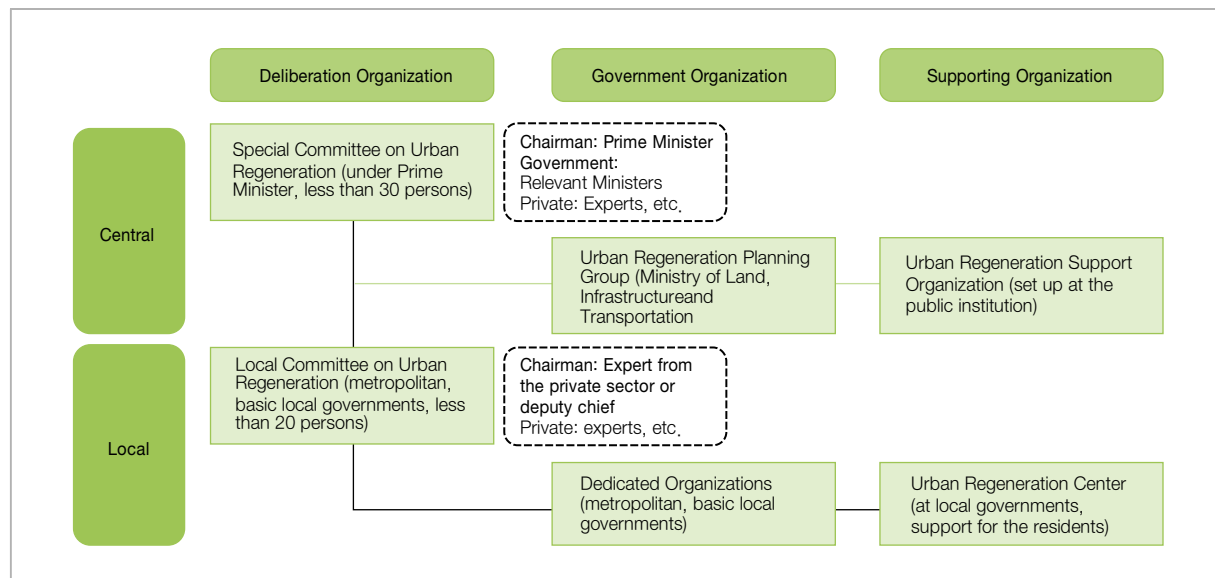 Deliberation Organization
Government Organization
Supporting Organization
Central
Special Committee on Urban
Regeneration (under Prime
Minister, less than 30 persons)
Chairman: Prime Minister
Government:
Relevant Ministers
Private: Experts, etc.
Urban Regeneration Planning
Group (Ministry of Land,
Infrastructureand
Transportation
Urban Regeneration Support
Organization (set up at the
public institution)
Local
Local Committee on Urban
Regeneration (metropolitan,
basic local governments, less
than 20 persons)
Chairman: Expert from
the private sector or
deputy chief
Private: experts, etc.
Dedicated Organizations
(metropolitan, basic local
governments)
Urban Regeneration Center
(at local governments,
support for the residents)